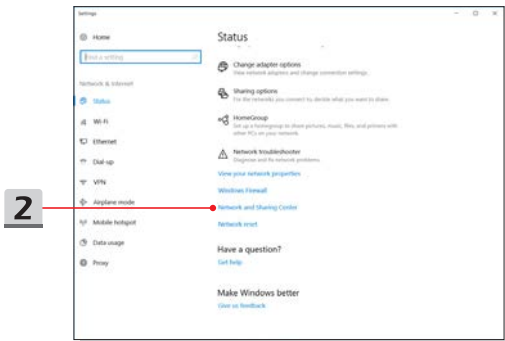 Settings
Home
Find a setting
Network & Internet
Status
Wi-Fi
Ethernet
Dial-up
VPN
Airplane mode
Mobile hotspot
Data usage
Proxy
2
Status
Change adapter options
View network adapters and change connection settings.
Sharing options
For the networks you connect to, decide what you want to share.
HomeGroup
Set up a homegroup to share pictures, music, files, and printers with
other PCs on your network.
Network troubleshooter
Diagnose and fix network problems.
View your network properties
Windows Firewall
Network and Sharing Center
Network reset
Have a question?
Get help
Make Windows better
Give us feedback